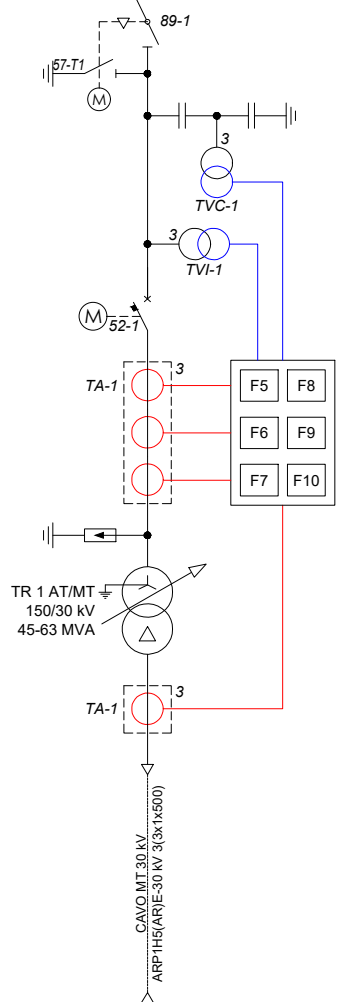 89-1
57-T1
M
3
TVC-1
3
TVI-1
M
52-1
TA-1
3
F5 F8
F6 F9
F7 F10
TR 1 AT/MT
150/30 kV
45-63 MVA
TA-1
3
CAVO MT 30 kV
ARP1H5(AR)E-30 kV 3(3x1x500)